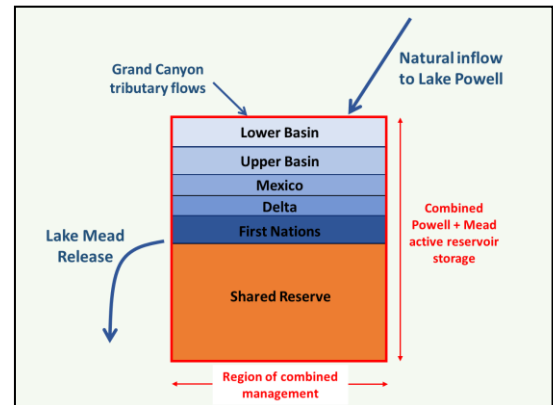 Natural inflow
to Lake Powell
Grand Canyon
tributary flows
Lower Basin
Upper Basin
Mexico
Delta
First Nations
Lake Mead
Release
Shared Reserve
Combined
Powell + Mead
active reservoir
storage
Region of combined
management